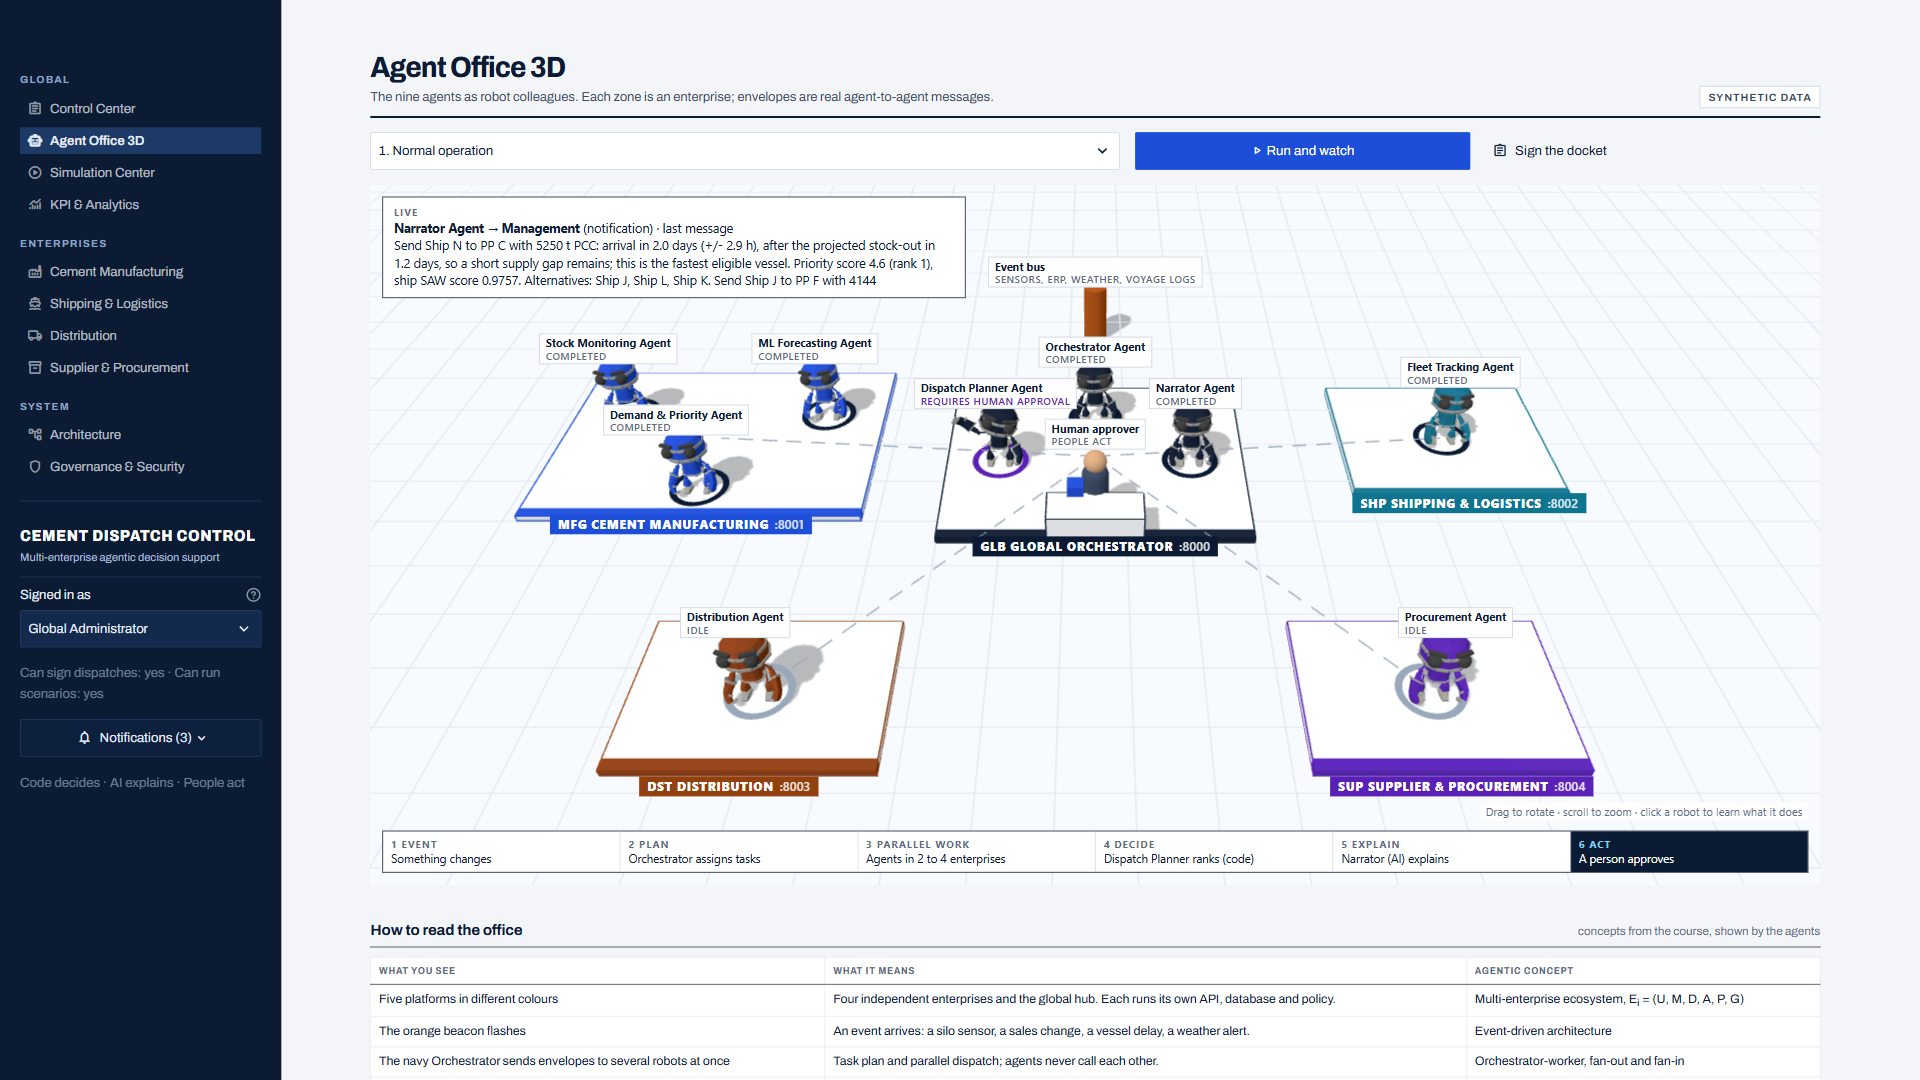 GLOBAL
Control Center
Agent Office 3D
Simulation Center
KPI & Analytics
ENTERPRISES
Cement Manufacturing
Shipping & Logistics
Distribution
Supplier & Procurement
SYSTEM
Architecture
Governance & Security
CEMENT DISPATCH CONTROL
Multi-enterprise agentic decision support
Signed in as
Global Administrator
Can sign dispatches: yes · Can run
scenarios: yes
Notifications (3)
Code decides · AI explains · People act
Agent Office 3D
The nine agents as robot colleagues. Each zone is an enterprise; envelopes are real agent-to-agent messages.
SYNTHETIC DATA
1. Normal operation
Run and watch
Sign the docket
LIVE
Narrator Agent → Management (notification) · last message
Send Ship N to PP C with 5250 t PCC: arrival in 2.0 days (+/- 2.9 h), after the projected stock-out in
1.2 days, so a short supply gap remains; this is the fastest eligible vessel. Priority score 4.6 (rank 1),
ship SAW score 0.9757. Alternatives: Ship J, Ship L, Ship K. Send Ship J to PP F with 4144
Event bus
SENSORS, ERP, WEATHER, VOYAGE LOGS
Stock Monitoring Agent
COMPLETED
ML Forecasting Agent
COMPLETED
Orchestrator Agent
COMPLETED
Fleet Tracking Agent
COMPLETED
Dispatch Planner Agent
REQUIRES HUMAN APPROVAL
Narrator Agent
COMPLETED
Demand & Priority Agent
COMPLETED
Human approver
PEOPLE ACT
SHP SHIPPING & LOGISTICS :8002
MFG CEMENT MANUFACTURING :8001
GLB GLOBAL ORCHESTRATOR :8000
Distribution Agent
IDLE
Procurement Agent
IDLE
DST DISTRIBUTION :8003
SUP SUPPLIER & PROCUREMENT :8004
Drag to rotate · scroll to zoom · click a robot to learn what it does
1 EVENT
Something changes
2 PLAN
Orchestrator assigns tasks
3 PARALLEL WORK
Agents in 2 to 4 enterprises
4 DECIDE
Dispatch Planner ranks (code)
5 EXPLAIN
Narrator (AI) explains
6 ACT
A person approves
How to read the office
concepts from the course, shown by the agents
WHAT YOU SEE
WHAT IT MEANS
AGENTIC CONCEPT
Five platforms in different colours
Four independent enterprises and the global hub. Each runs its own API, database and policy.
Multi-enterprise ecosystem, Ei = (U, M, D, A, P, G)
The orange beacon flashes
An event arrives: a silo sensor, a sales change, a vessel delay, a weather alert.
Event-driven architecture
The navy Orchestrator sends envelopes to several robots at once
Task plan and parallel dispatch; agents never call each other.
Orchestrator-worker, fan-out and fan-in